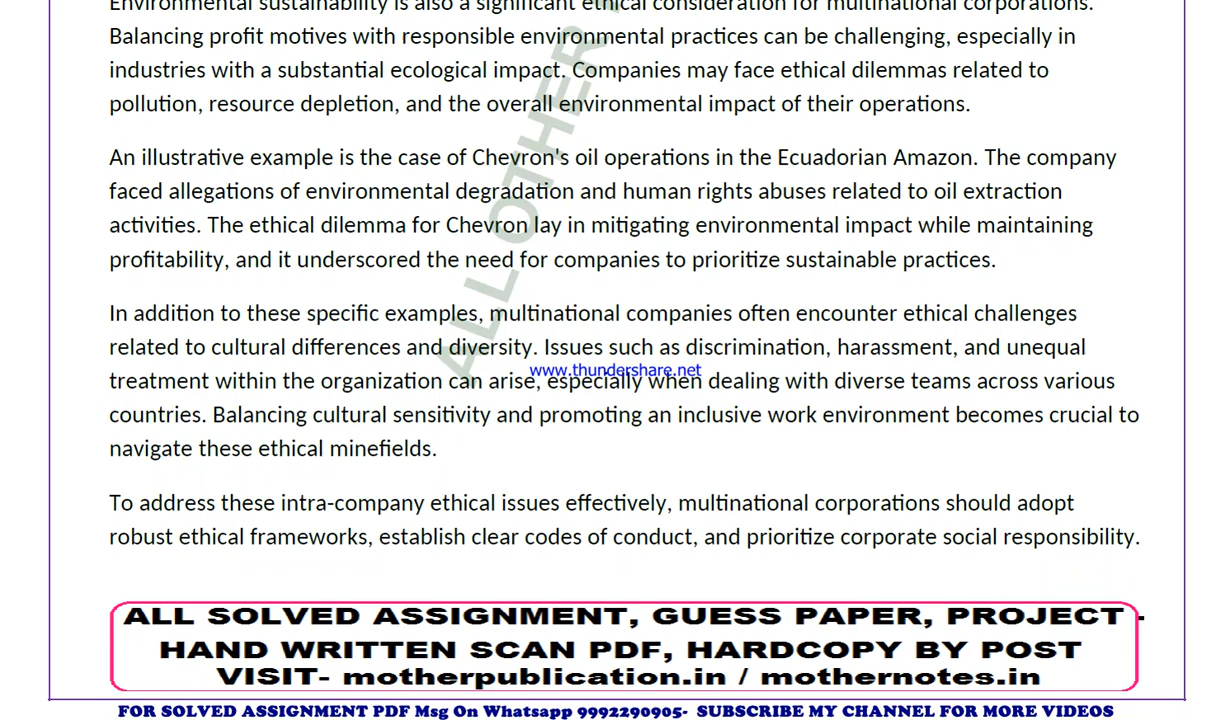 Environmental sustainability is also a significant ethical consideration for multinational corporations.
Balancing profit motives with responsible environmental practices can be challenging, especially in
industries with a substantial ecological impact. Companies may face ethical dilemmas related to
pollution, resource depletion, and the overall environmental impact of their operations.
An illustrative example is the case of Chevron's oil operations in the Ecuadorian Amazon. The company
faced allegations of environmental degradation and human rights abuses related to oil extraction
activities. The ethical dilemma for Chevron lay in mitigating environmental impact while maintaining
profitability, and it underscored the need for companies to prioritize sustainable practices.
ALL OTHER
In addition to these specific examples, multinational companies often encounter ethical challenges
related to cultural differences and diversity. Issues such as discrimination, harassment, and unequal
www.thundershare.net
treatment within the organization can arise, especially when dealing with diverse teams across various
countries. Balancing cultural sensitivity and promoting an inclusive work environment becomes crucial to
navigate these ethical minefields.
To address these intra-company ethical issues effectively, multinational corporations should adopt
robust ethical frameworks, establish clear codes of conduct, and prioritize corporate social responsibility.
ALL SOLVED ASSIGNMENT, GUESS PAPER, PROJECT -
HAND WRITTEN SCAN PDF, HARDCOPY BY POST
VISIT- motherpublication.in / mothernotes.in
FOR SOLVED ASSIGNMENT PDF Msg On Whatsapp 9992290905- SUBSCRIBE MY CHANNEL FOR MORE VIDEOS